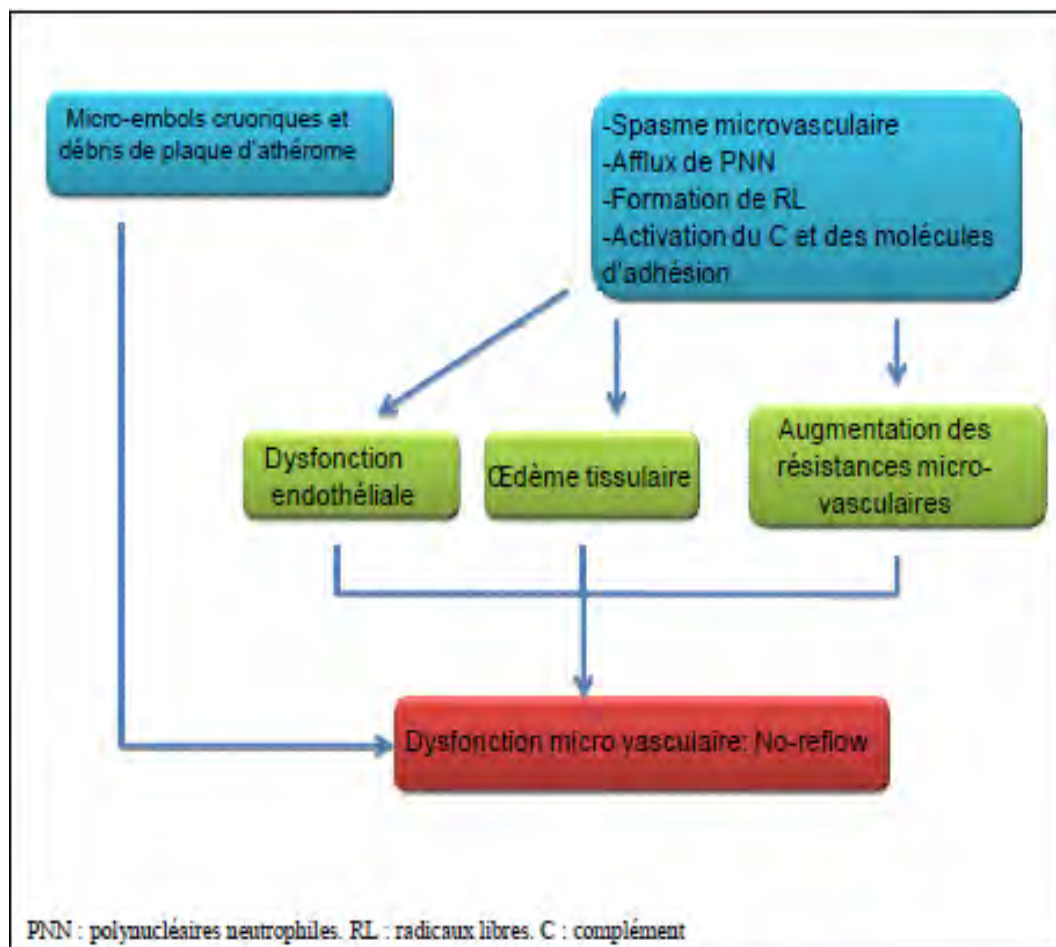 Micro-embols cruoriques et
débris de plaque d'athérome
-Spasme microvasculaire
-Afflux de PNN
-Formation de RL
-Activation du C et des molécules
d'adhésion
Dysfonction
endothéliale
Œdème tissulaire
Augmentation des
résistances micro-
vasculaires
Dysfonction micro vasculaire: No-reflow
PNN : polynucléaires neutrophiles. RL : radicaux libres. C : complément